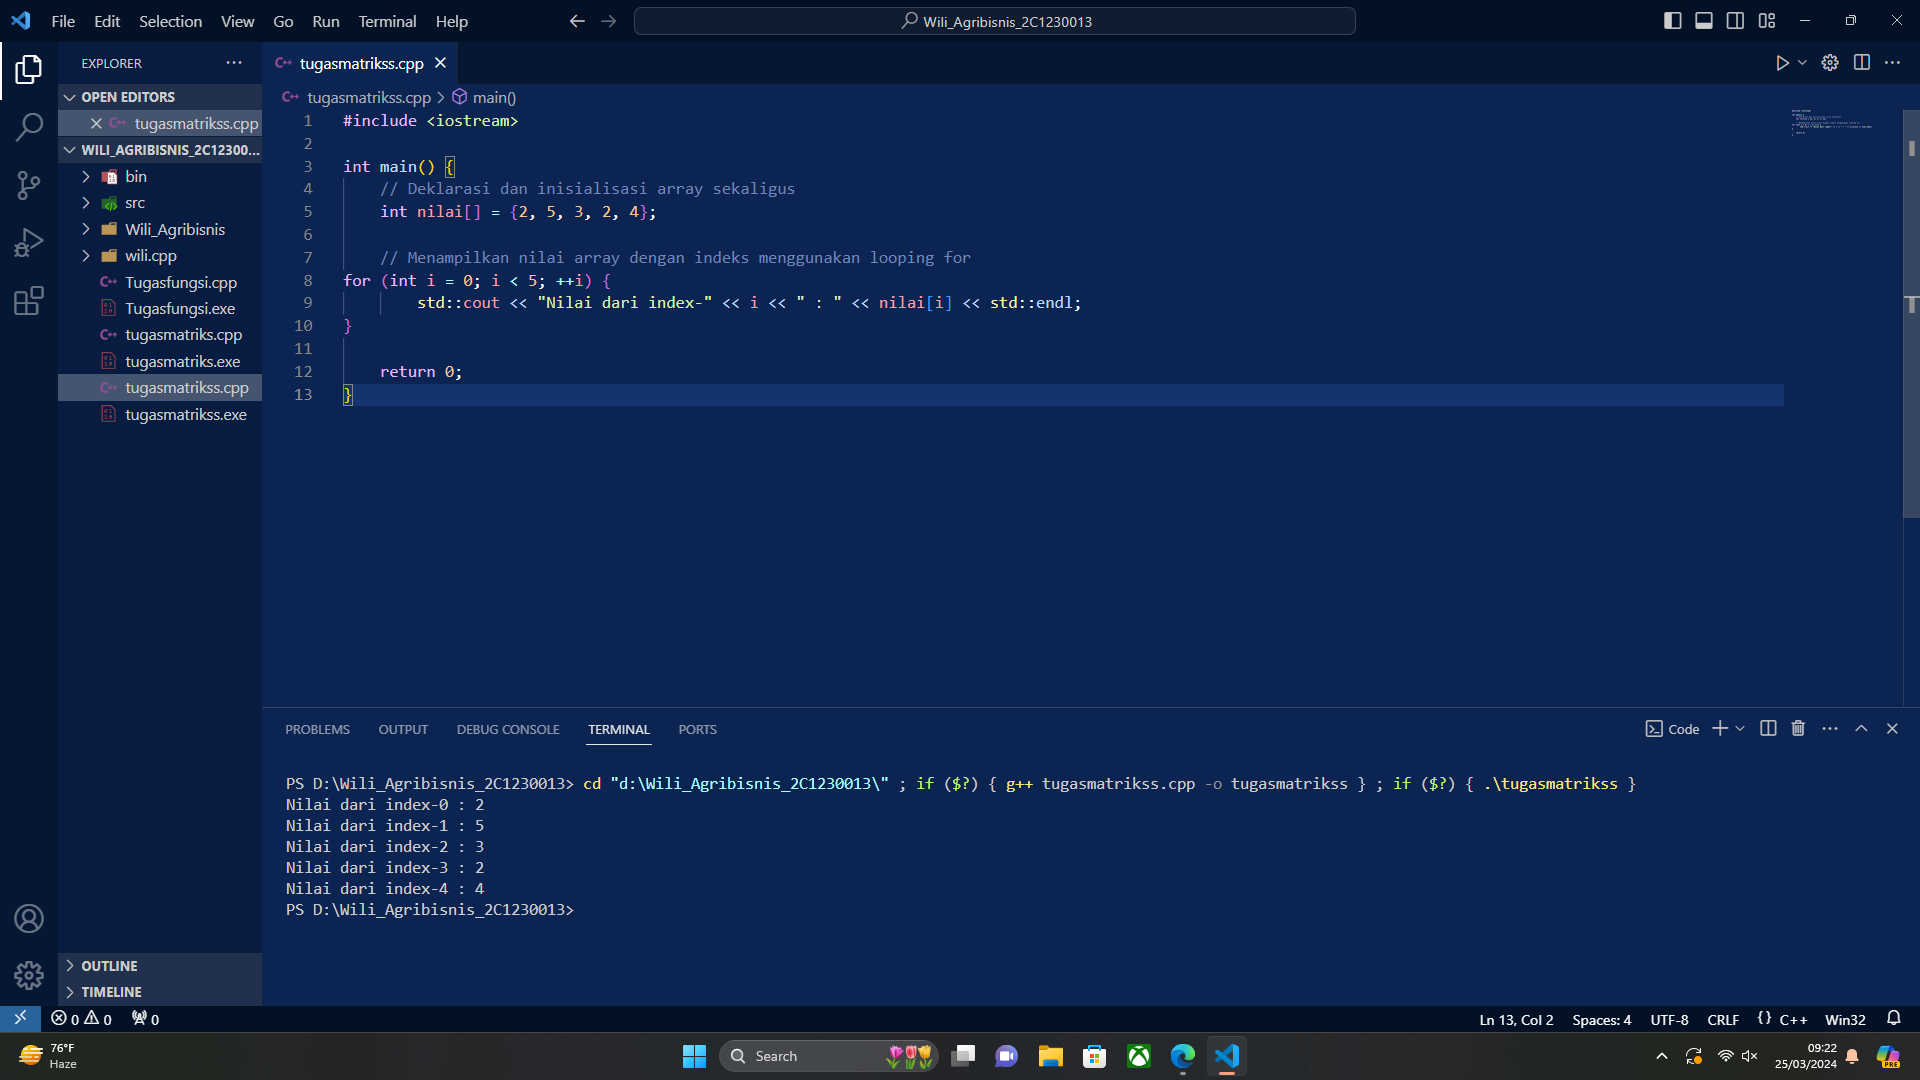 File Edit Selection View Go Run Terminal Help
Wili_Agribisnis_2C1230013
EXPLORER
OPEN EDITORS
tugasmatrikss.cpp
WILI_AGRIBISNIS_2C12300...
bin
src
Wili_Agribisnis
wili.cpp
Tugasfungsi.cpp
Tugasfungsi.exe
tugasmatriks.cpp
tugasmatriks.exe
tugasmatrikss.cpp
tugasmatrikss.exe
OUTLINE
TIMELINE
tugasmatrikss.cpp
tugasmatrikss.cpp > main()
1 #include <iostream>
2
3 int main() {
4 // Deklarasi dan inisialisasi array sekaligus
5 int nilai[] = {2, 5, 3, 2, 4};
6
7 // Menampilkan nilai array dengan indeks menggunakan looping for
8 for (int i = 0; i < 5; ++i) {
9 std::cout << "Nilai dari index-" << i << " : " << nilai[i] << std::endl;
10 }
11
12 return 0;
13 }
PROBLEMS OUTPUT DEBUG CONSOLE TERMINAL PORTS
Code
PS D:\Wili_Agribisnis_2C1230013> cd "d:\Wili_Agribisnis_2C1230013\" ; if ($?) { g++ tugasmatrikss.cpp -o tugasmatrikss } ; if ($?) { .\tugasmatrikss }
Nilai dari index-0 : 2
Nilai dari index-1 : 5
Nilai dari index-2 : 3
Nilai dari index-3 : 2
Nilai dari index-4 : 4
PS D:\Wili_Agribisnis_2C1230013>
0 0 0
Ln 13, Col 2 Spaces: 4 UTF-8 CRLF {} C++ Win32
76°F
Haze
Search
09:22
25/03/2024
PRE